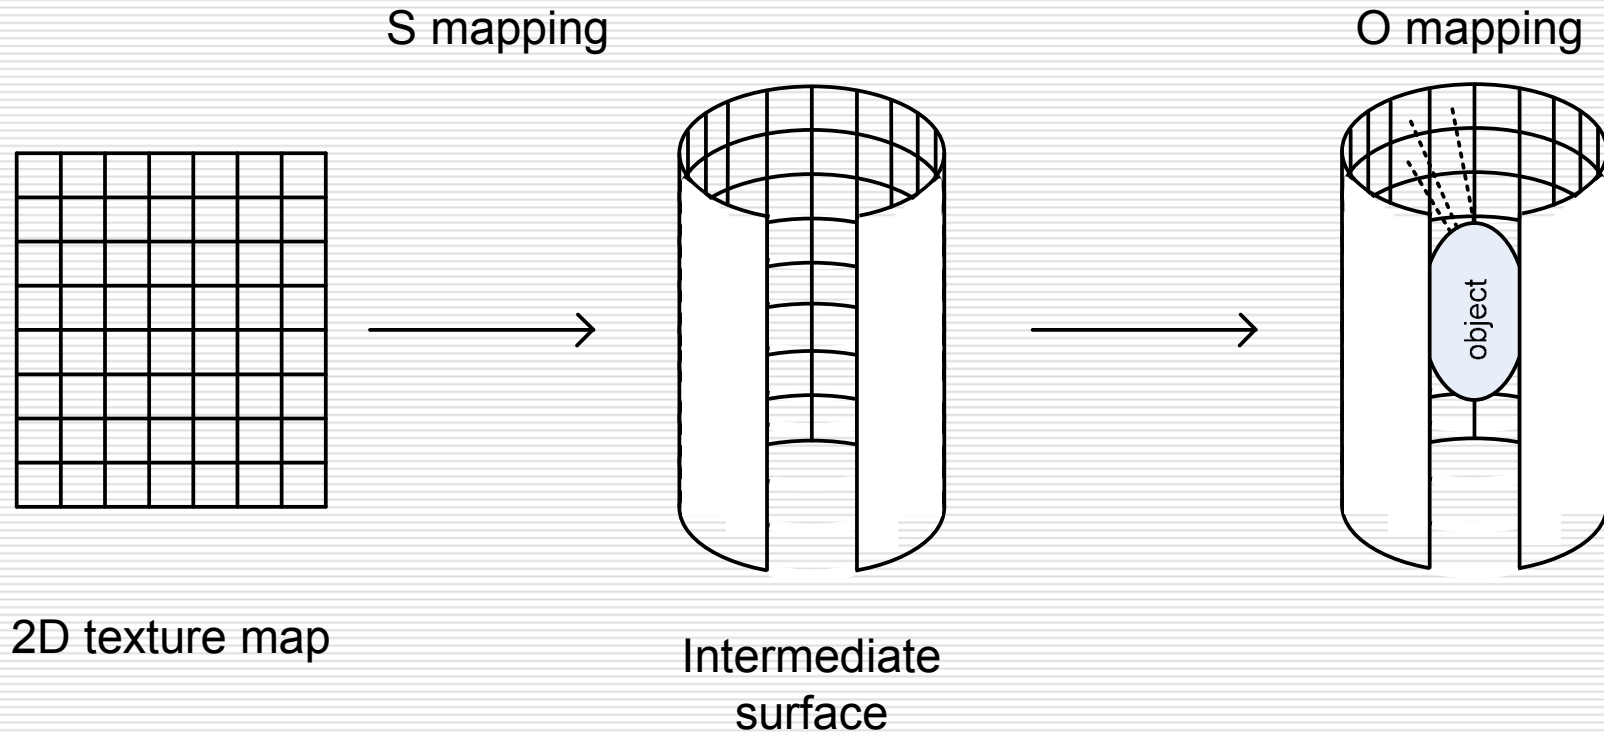 S mapping
O mapping
object
2D texture map
Intermediate
surface